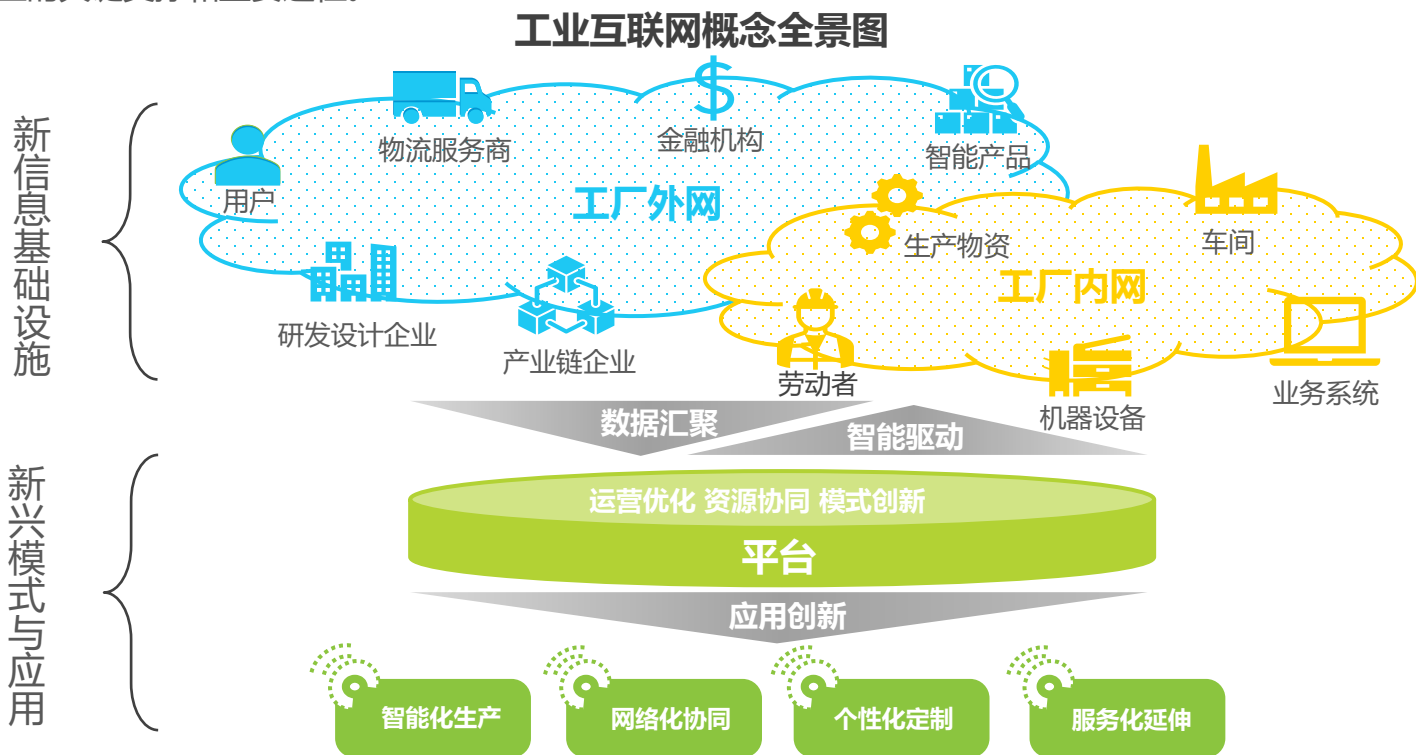 工业互联网概念全景图
新信息基础设施
物流服务商
金融机构
智能产品
用户
工厂外网
生产物资
车间
工厂内网
研发设计企业
产业链企业
劳动者
机器设备
业务系统
数据汇聚
智能驱动
新兴模式与应用
运营优化 资源协同 模式创新
平台
应用创新
智能化生产
网络化协同
个性化定制
服务化延伸